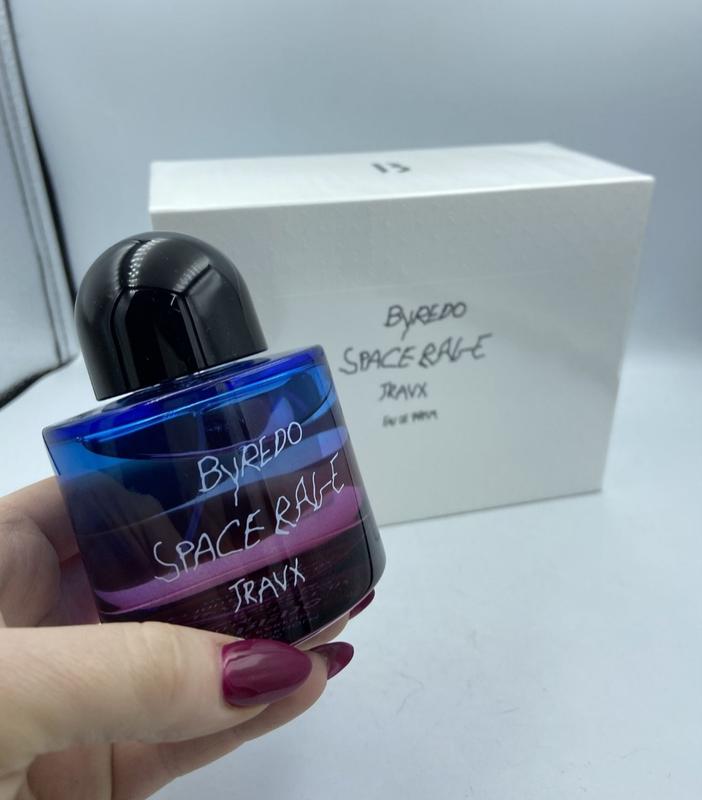 B
BYREDO
SPACE RAGE
TRAVX
EAU DE PARFUM
BYREDO
SPACE RAGE
TRAVX